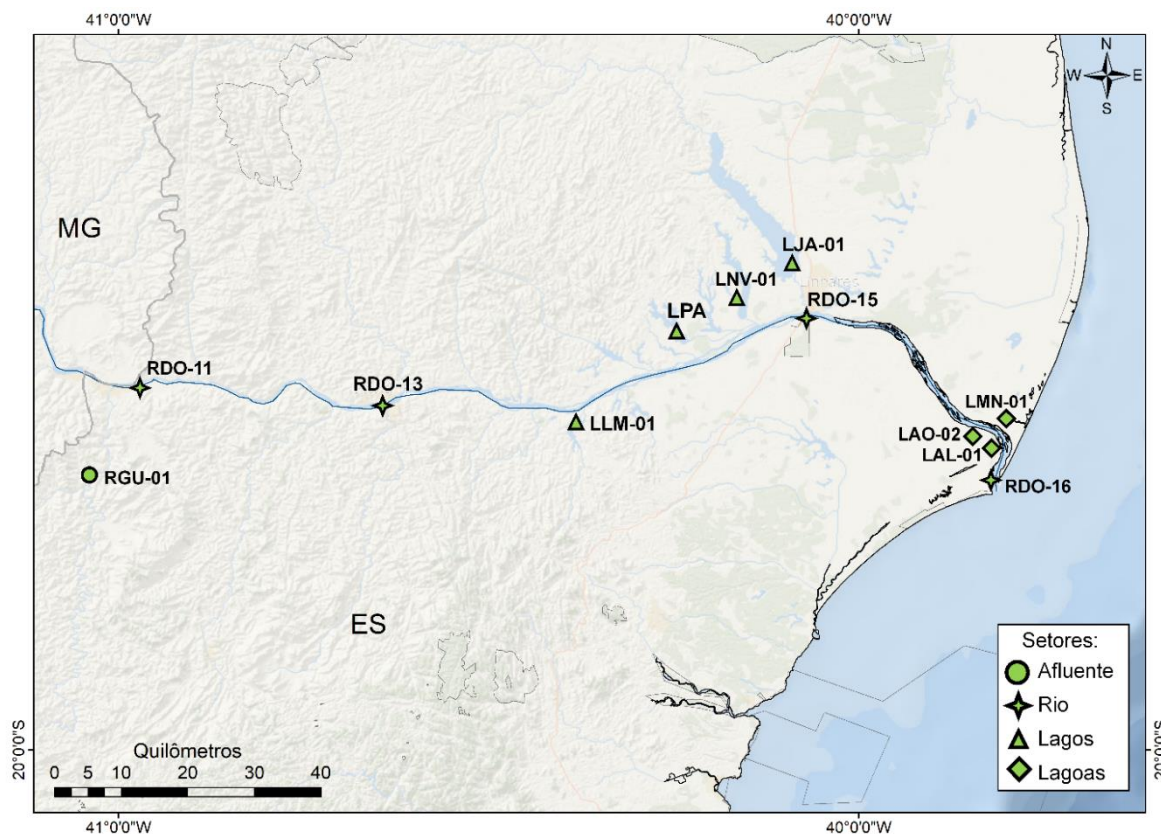 41°0'0"W
40°0'0"W
N
W
E
S
MG
LJA-01
LNV-01
Linhares
LPA
RDO-15
RDO-11
RDO-13
LMN-01
LLM-01
LAO-02
LAL-01
RGU-01
RDO-16
ES
Setores:
Afluente
Rio
Lagos
Lagoas
20°0'0"S
20°0'0"S
Quilômetros
0 5 10 20 30 40
41°0'0"W
40°0'0"W